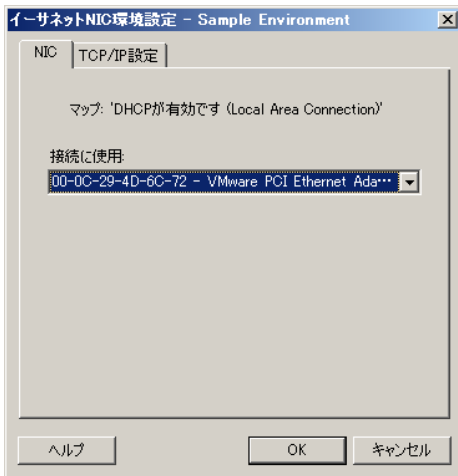 イーサネットNIC環境設定 - Sample Environment
NIC
TCP/IP設定
マップ: 'DHCPが有効です (Local Area Connection)'
接続に使用:
00-0C-29-4D-6C-72 - VMware PCI Ethernet Ada…
ヘルプ
OK
キャンセル